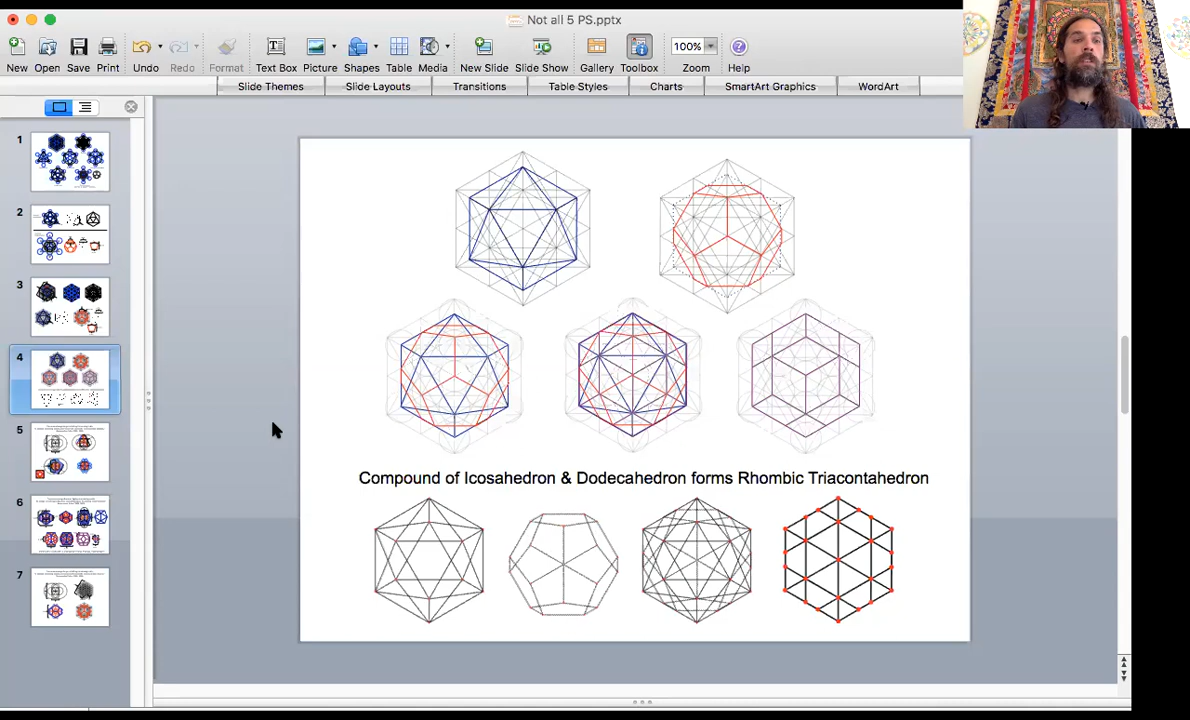 Not all 5 PS.pptx
New Open Save Print Undo Redo Format Text Box Picture Shapes Table Media New Slide Slide Show Gallery Toolbox Zoom Help
100%
Slide Themes Slide Layouts Transitions Table Styles Charts SmartArt Graphics WordArt
1
2
3
4
5
6
7
Compound of Icosahedron & Dodecahedron forms Rhombic Triacontahedron